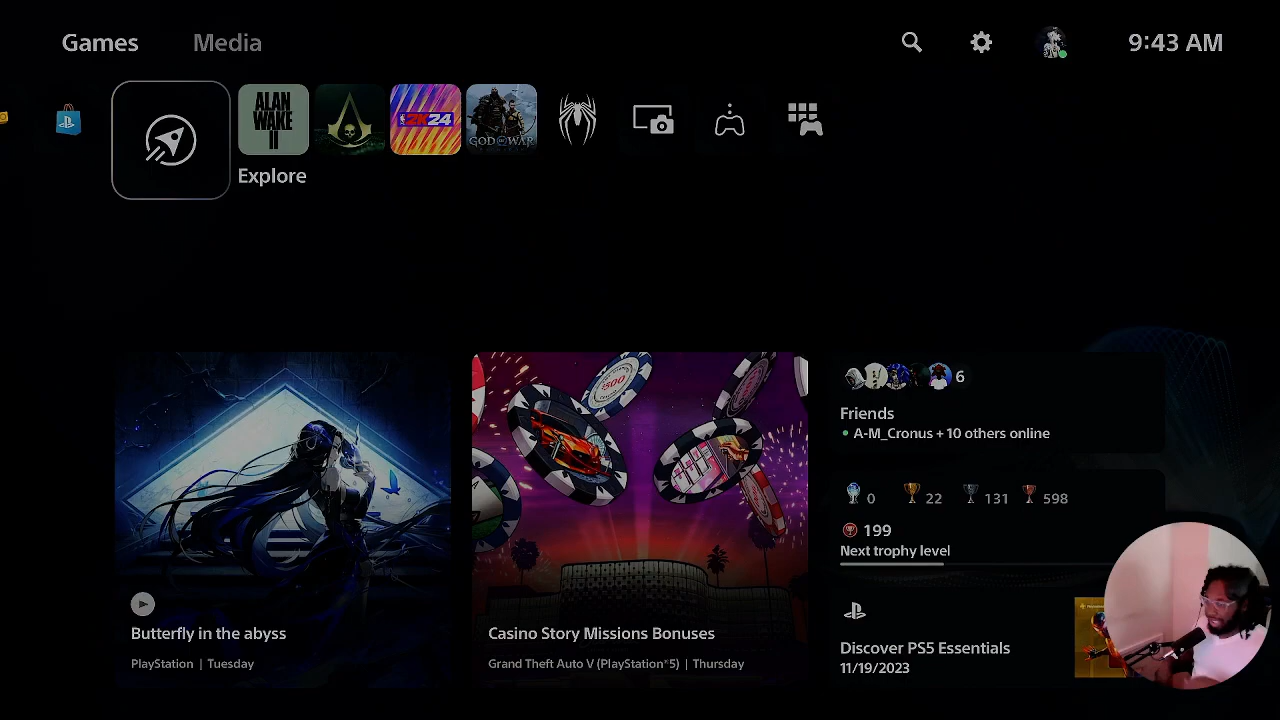 Games
Media
9:43 AM
ALAN
WAKE
II
2K24
GOD OF WAR
Explore
$500
6
Friends
A-M_Cronus + 10 others online
0
22
131
598
199
Next trophy level
Butterfly in the abyss
PlayStation | Tuesday
Casino Story Missions Bonuses
Grand Theft Auto V (PlayStation®5) | Thursday
Discover PS5 Essentials
11/19/2023